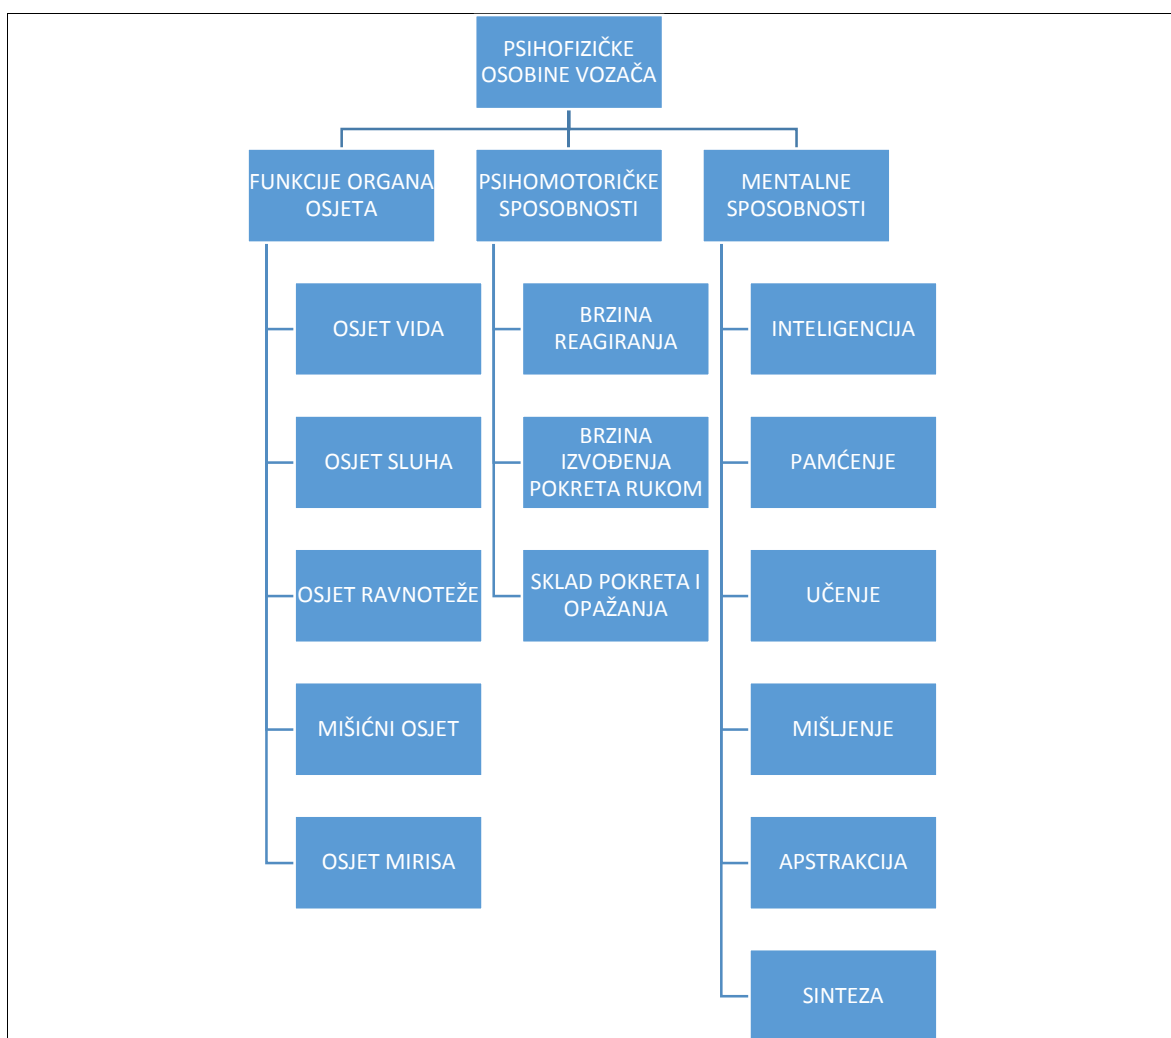 PSIHOFIZIČKE
OSOBINE VOZAČA
FUNKCIJE ORGANA
OSJETA
PSIHOMOTORIČKE
SPOSOBNOSTI
MENTALNE
SPOSOBNOSTI
OSJET VIDA
OSJET SLUHA
OSJET RAVNOTEŽE
MIŠIĆNI OSJET
OSJET MIRISA
BRZINA
REAGIRANJA
BRZINA
IZVOĐENJA
POKRETA RUKOM
SKLAD POKRETA I
OPAŽANJA
INTELIGENCIJA
PAMĆENJE
UČENJE
MIŠLJENJE
APSTRAKCIJA
SINTEZA